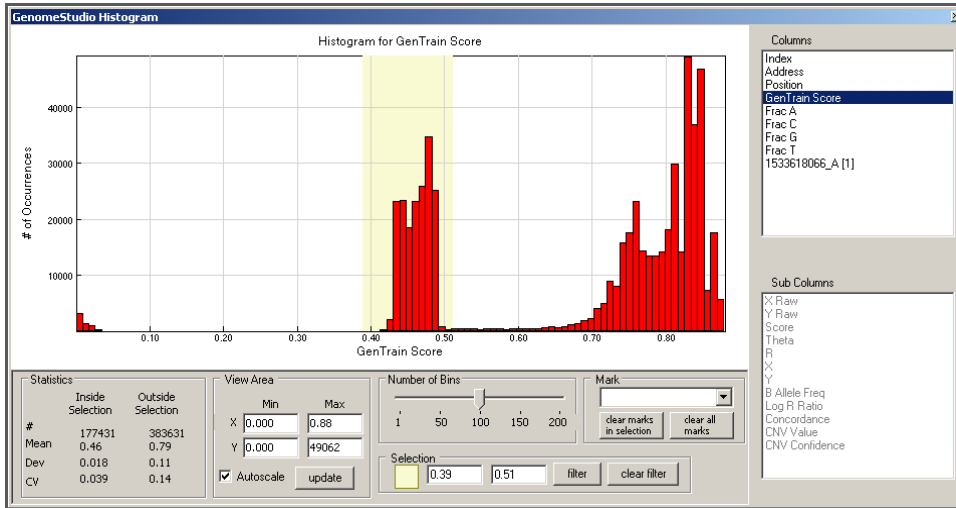 GenomeStudio Histogram
Histogram for GenTrain Score
# of Occurrences
40000
30000
20000
10000
0.10 0.20 0.30 0.40 0.50 0.60 0.70 0.80
GenTrain Score
Columns
Index
Address
Position
GenTrain Score
Frac A
Frac C
Frac G
Frac T
1533618066_A [1]
Sub Columns
X Raw
Y Raw
Score
Theta
R
X
Y
B Allele Freq
Log R Ratio
Concordance
CNV Value
CNV Confidence
Statistics
Inside Selection Outside Selection
# 177431 383631
Mean 0.46 0.79
Dev 0.018 0.11
CV 0.039 0.14
View Area
Min Max
X 0.000 0.88
Y 0.000 49062
Autoscale update
Number of Bins
1 50 100 150 200
Mark
clear marks in selection clear all marks
Selection
0.39 0.51 filter clear filter